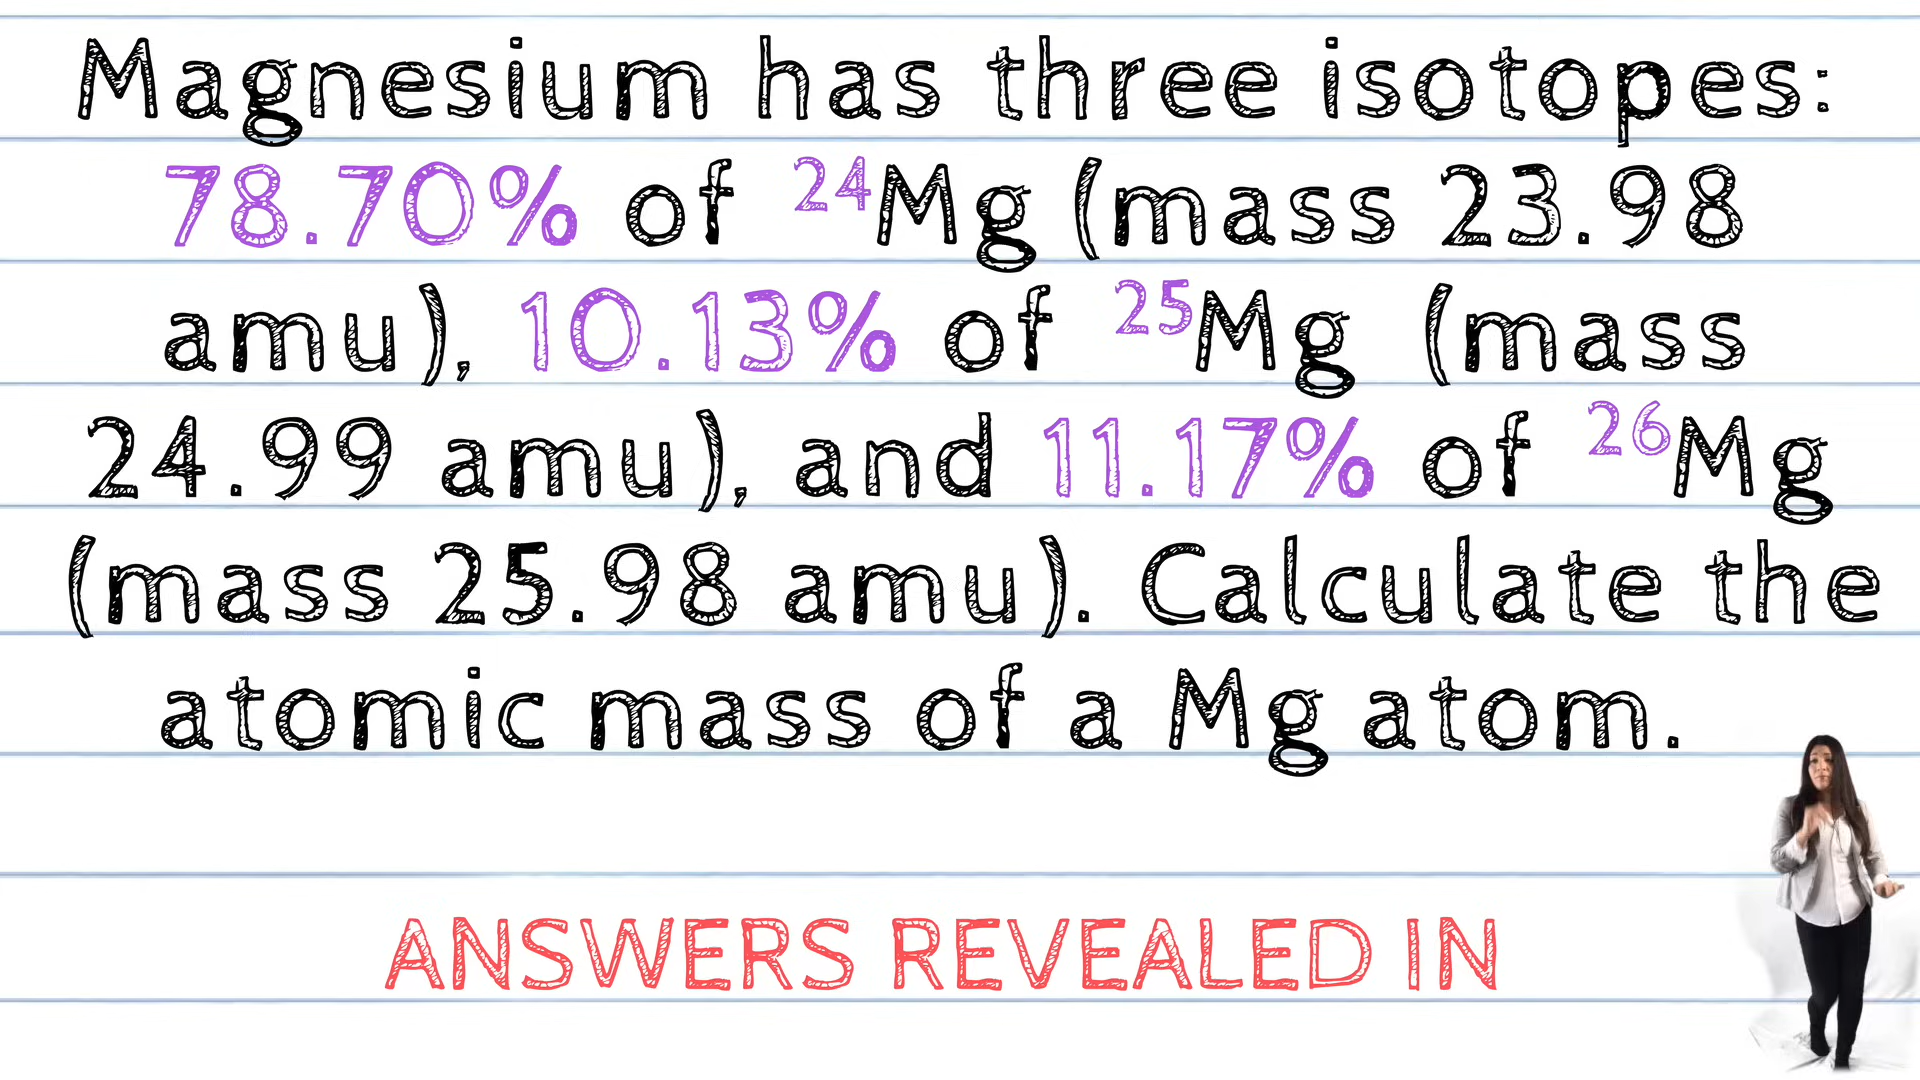 Magnesium has three isotopes:
78.70% of ²⁴Mg (mass 23.98
amu), 10.13% of ²⁵Mg (mass
24.99 amu), and 11.17% of ²⁶Mg
(mass 25.98 amu). Calculate the
atomic mass of a Mg atom.
ANSWERS REVEALED IN